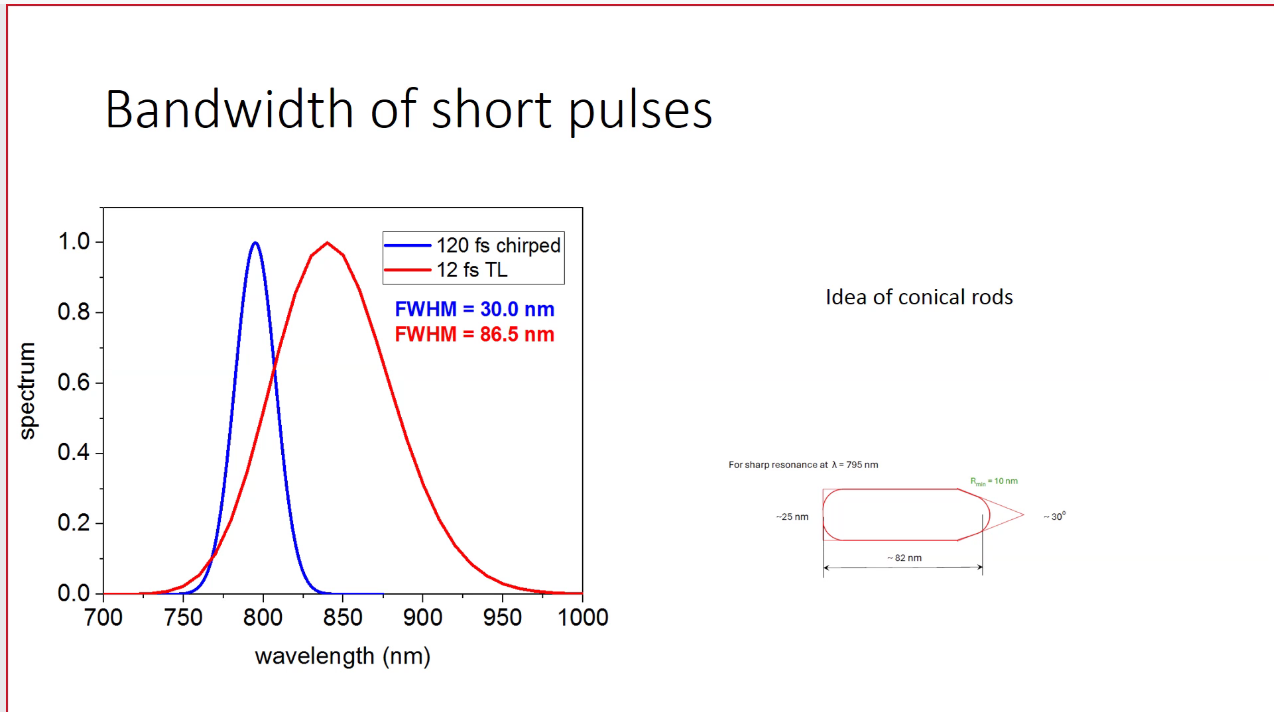 Bandwidth of short pulses
1.0
0.8
0.6
0.4
0.2
0.0
spectrum
700 750 800 850 900 950 1000
wavelength (nm)
120 fs chirped
12 fs TL
FWHM = 30.0 nm
FWHM = 86.5 nm
Idea of conical rods
For sharp resonance at λ = 795 nm
Rmin = 10 nm
~25 nm
~ 30°
~ 82 nm